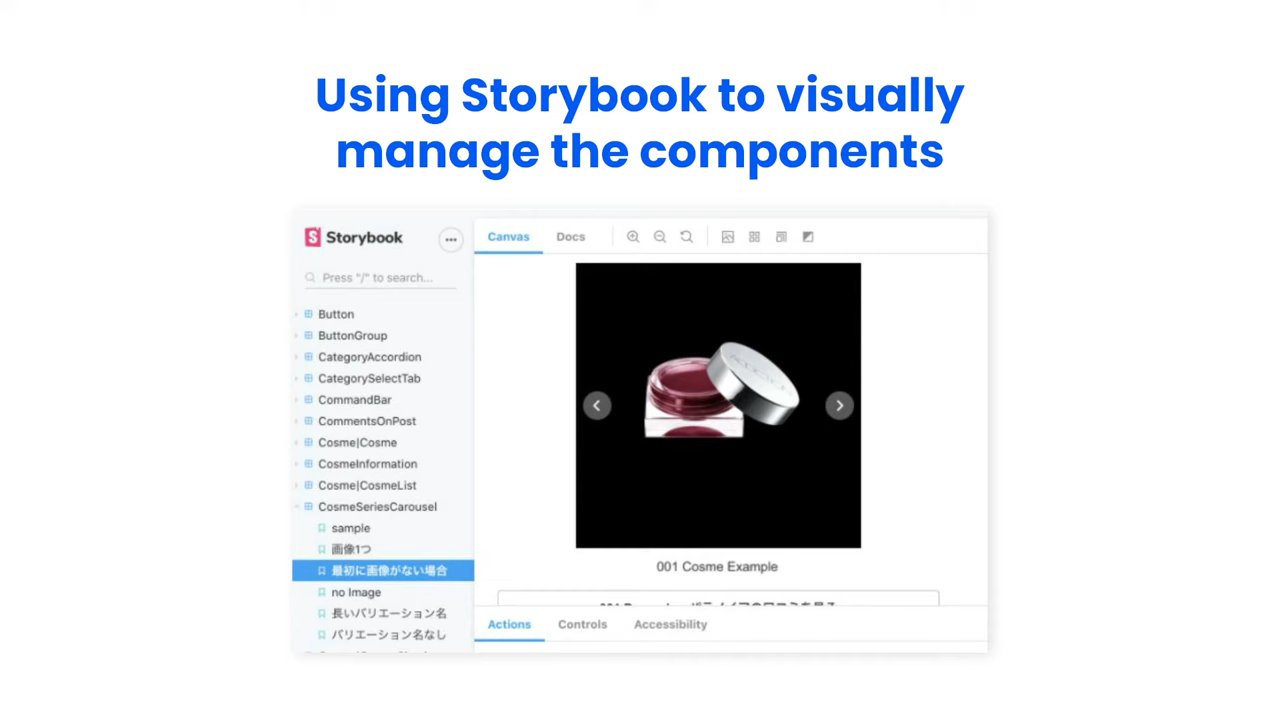 Using Storybook to visually
manage the components
Storybook
Press "/" to search...
Button
ButtonGroup
CategoryAccordion
CategorySelectTab
CommandBar
CommentsOnPost
Cosme|Cosme
CosmeInformation
Cosme|CosmeList
CosmeSeriesCarousel
sample
画像1つ
最初に画像がない場合
no Image
長いバリエーション名
バリエーション名なし
Canvas
Docs
001 Cosme Example
Actions
Controls
Accessibility